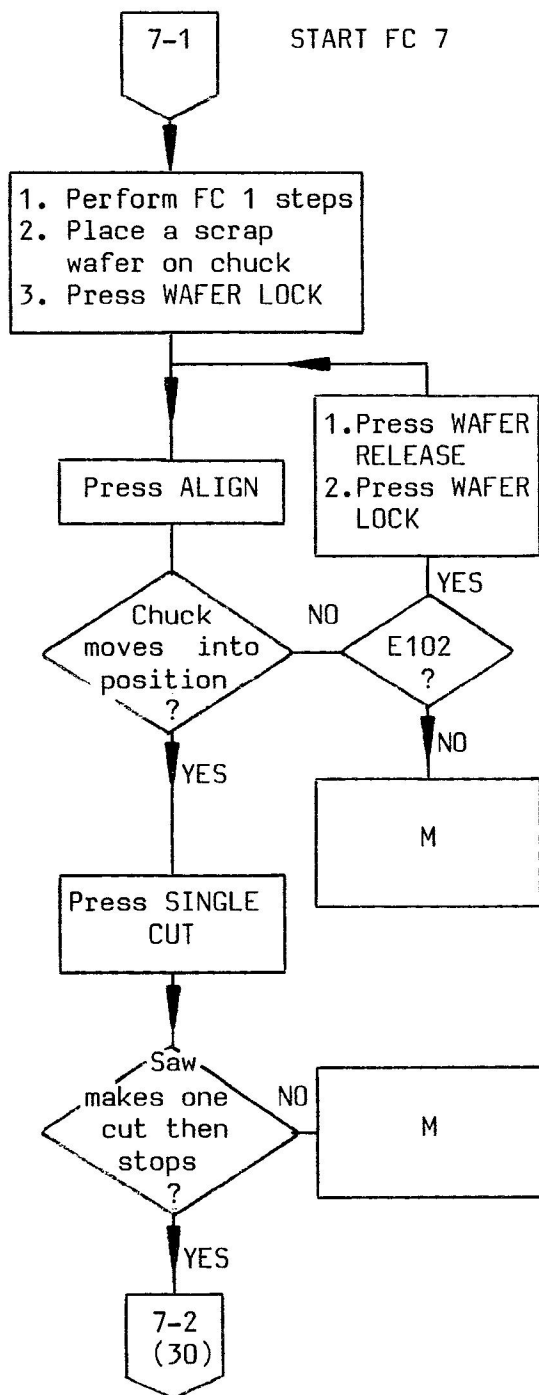 7-1
START FC 7
1. Perform FC 1 steps
2. Place a scrap
wafer on chuck
3. Press WAFER LOCK
1.Press WAFER
RELEASE
2.Press WAFER
LOCK
Press ALIGN
YES
Chuck
moves into
position
?
NO
E102
?
NO
YES
M
Press SINGLE
CUT
Saw
makes one
cut then
stops
?
NO
M
YES
7-2
(30)